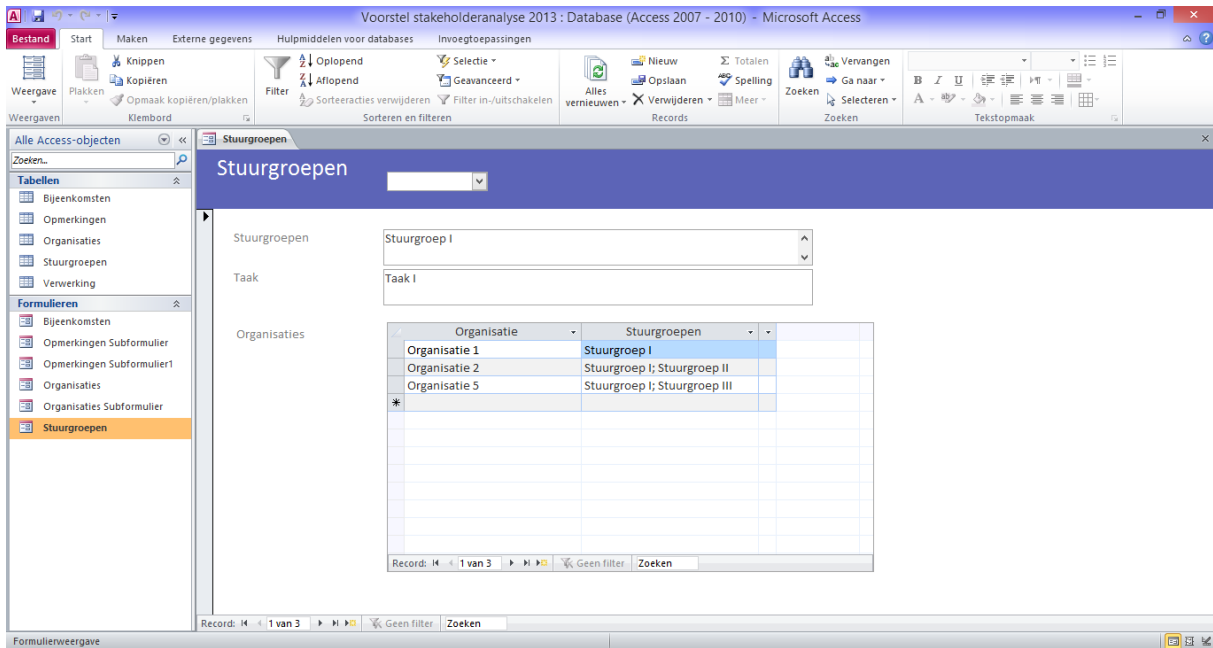 Voorstel stakeholderanalyse 2013 : Database (Access 2007 - 2010) - Microsoft Access
Bestand Start Maken Externe gegevens Hulpmiddelen voor databases Invoegtoepassingen
Weergave
Weergaven
Plakken
Knippen
Kopiëren
Opmaak kopiëren/plakken
Klembord
Filter
Oplopend
Aflopend
Sorteeracties verwijderen
Selectie
Geavanceerd
Filter in-/uitschakelen
Sorteren en filteren
Alles
vernieuwen
Nieuw
Opslaan
Verwijderen
Totalen
Spelling
Meer
Records
Zoeken
Vervangen
Ga naar
Selecteren
Zoeken
B I U
A
Tekstopmaak
Alle Access-objecten
Zoeken...
Tabellen
Bijeenkomsten
Opmerkingen
Organisaties
Stuurgroepen
Verwerking
Formulieren
Bijeenkomsten
Opmerkingen Subformulier
Opmerkingen Subformulier1
Organisaties
Organisaties Subformulier
Stuurgroepen
Stuurgroepen
Stuurgroepen
Stuurgroepen Stuurgroep I
Taak Taak I
Organisaties
Organisatie Stuurgroepen
Organisatie 1 Stuurgroep I
Organisatie 2 Stuurgroep I; Stuurgroep II
Organisatie 5 Stuurgroep I; Stuurgroep III
Record: 1 van 3 Geen filter Zoeken
Record: 1 van 3 Geen filter Zoeken
Formulierweergave